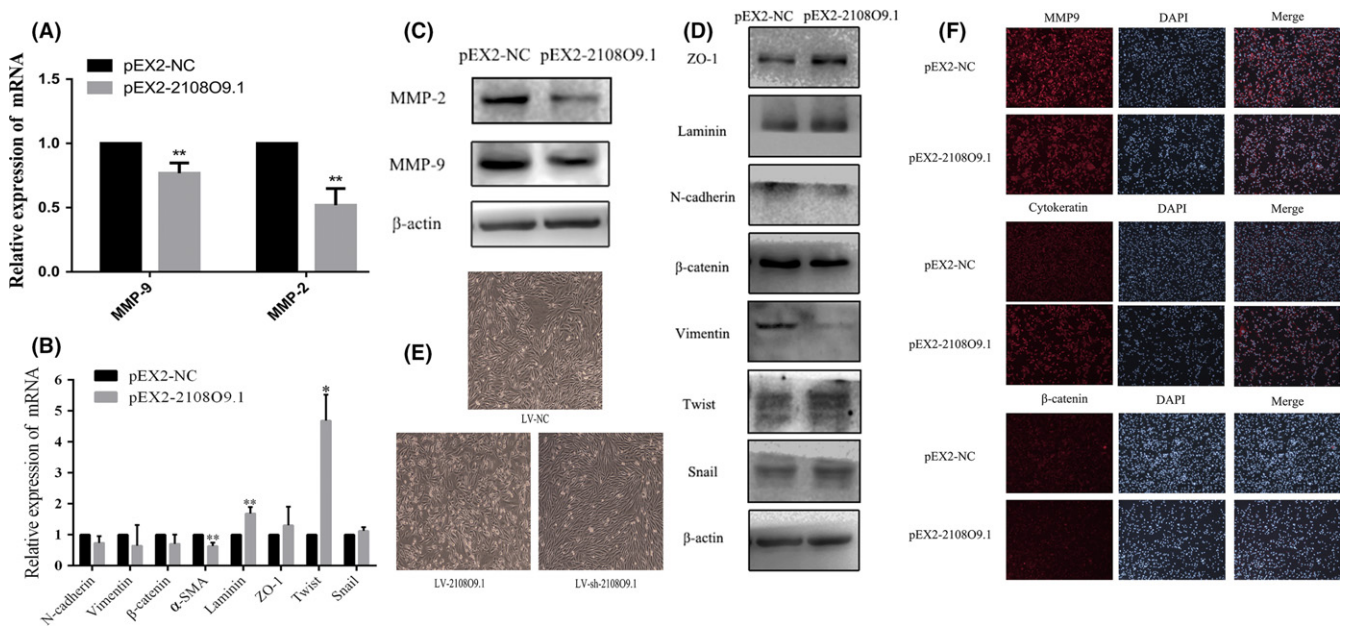 (A)
pEX2-NC
pEX2-2108O9.1
Relative expression of mRNA
1.5
1.0
0.5
0.0
**
**
MMP-9
MMP-2
(B)
pEX2-NC
pEX2-2108O9.1
Relative expression of mRNA
6
5
4
3
2
1
0
**
**
*
N-cadherin
Vimentin
β-catenin
α-SMA
Laminin
ZO-1
Twist
Snail
(C)
pEX2-NC pEX2-2108O9.1
MMP-2
MMP-9
β-actin
(E)
LV-NC
LV-2108O9.1
LV-sh-2108O9.1
(D)
pEX2-NC pEX2-2108O9.1
ZO-1
Laminin
N-cadherin
β-catenin
Vimentin
Twist
Snail
β-actin
(F)
MMP9 DAPI Merge
pEX2-NC
pEX2-2108O9.1
Cytokeratin DAPI Merge
pEX2-NC
pEX2-2108O9.1
β-catenin DAPI Merge
pEX2-NC
pEX2-2108O9.1